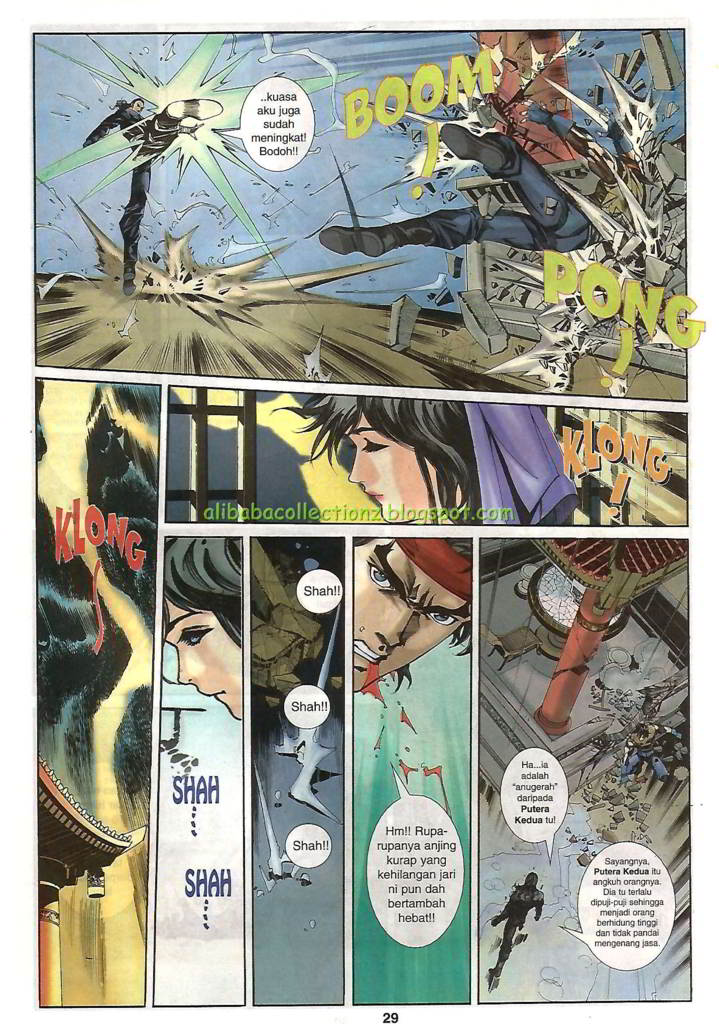 ..kuasa
aku juga
sudah
meningkat!
Bodoh!!
BOOM
!
PONG
!
KLONG
!
KLONG
!
alibabacollectionz.blogspot.com
SHAH
SHAH
Shah!!
Shah!!
Shah!!
Hm!! Rupa-
rupanya anjing
kurap yang
kehilangan jari
ni pun dah
bertambah
hebat!!
Ha...ia
adalah
"anugerah"
daripada
Putera
Kedua tu!
Sayangnya,
Putera Kedua itu
angkuh orangnya.
Dia tu terlalu
dipuji-puji sehingga
menjadi orang
berhidung tinggi
dan tidak pandai
mengenang jasa.
29